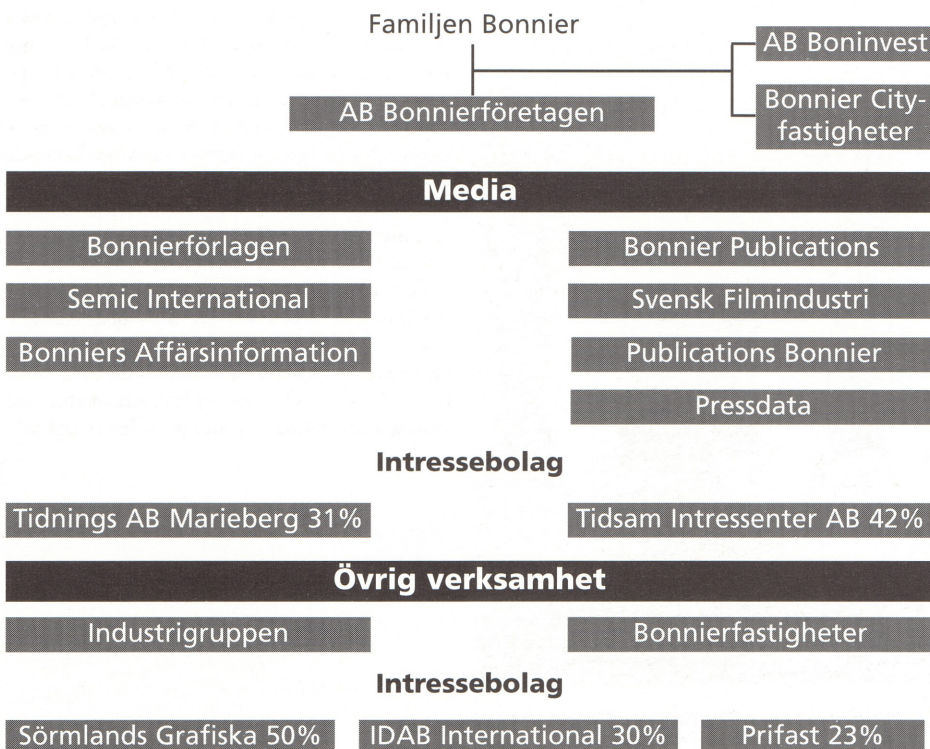 Familjen Bonnier
AB Boninvest
AB Bonnierföretagen
Bonnier City-
fastigheter
Media
Bonnierförlagen
Bonnier Publications
Semic International
Svensk Filmindustri
Bonniers Affärsinformation
Publications Bonnier
Pressdata
Intressebolag
Tidnings AB Marieberg 31%
Tidsam Intressenter AB 42%
Övrig verksamhet
Industrigruppen
Bonnierfastigheter
Intressebolag
Sörmlands Grafiska 50%
IDAB International 30%
Prifast 23%